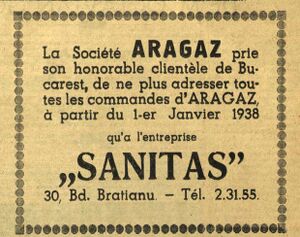 La Société ARAGAZ prie
son honorable clientèle de Bu-
carest, de ne plus adresser tou-
tes les commandes d'ARAGAZ,
à partir du 1-er Janvier 1938
qu'a l'entreprise
„SANITAS"
30, Bd. Bratianu. – Tél. 2.31.55.